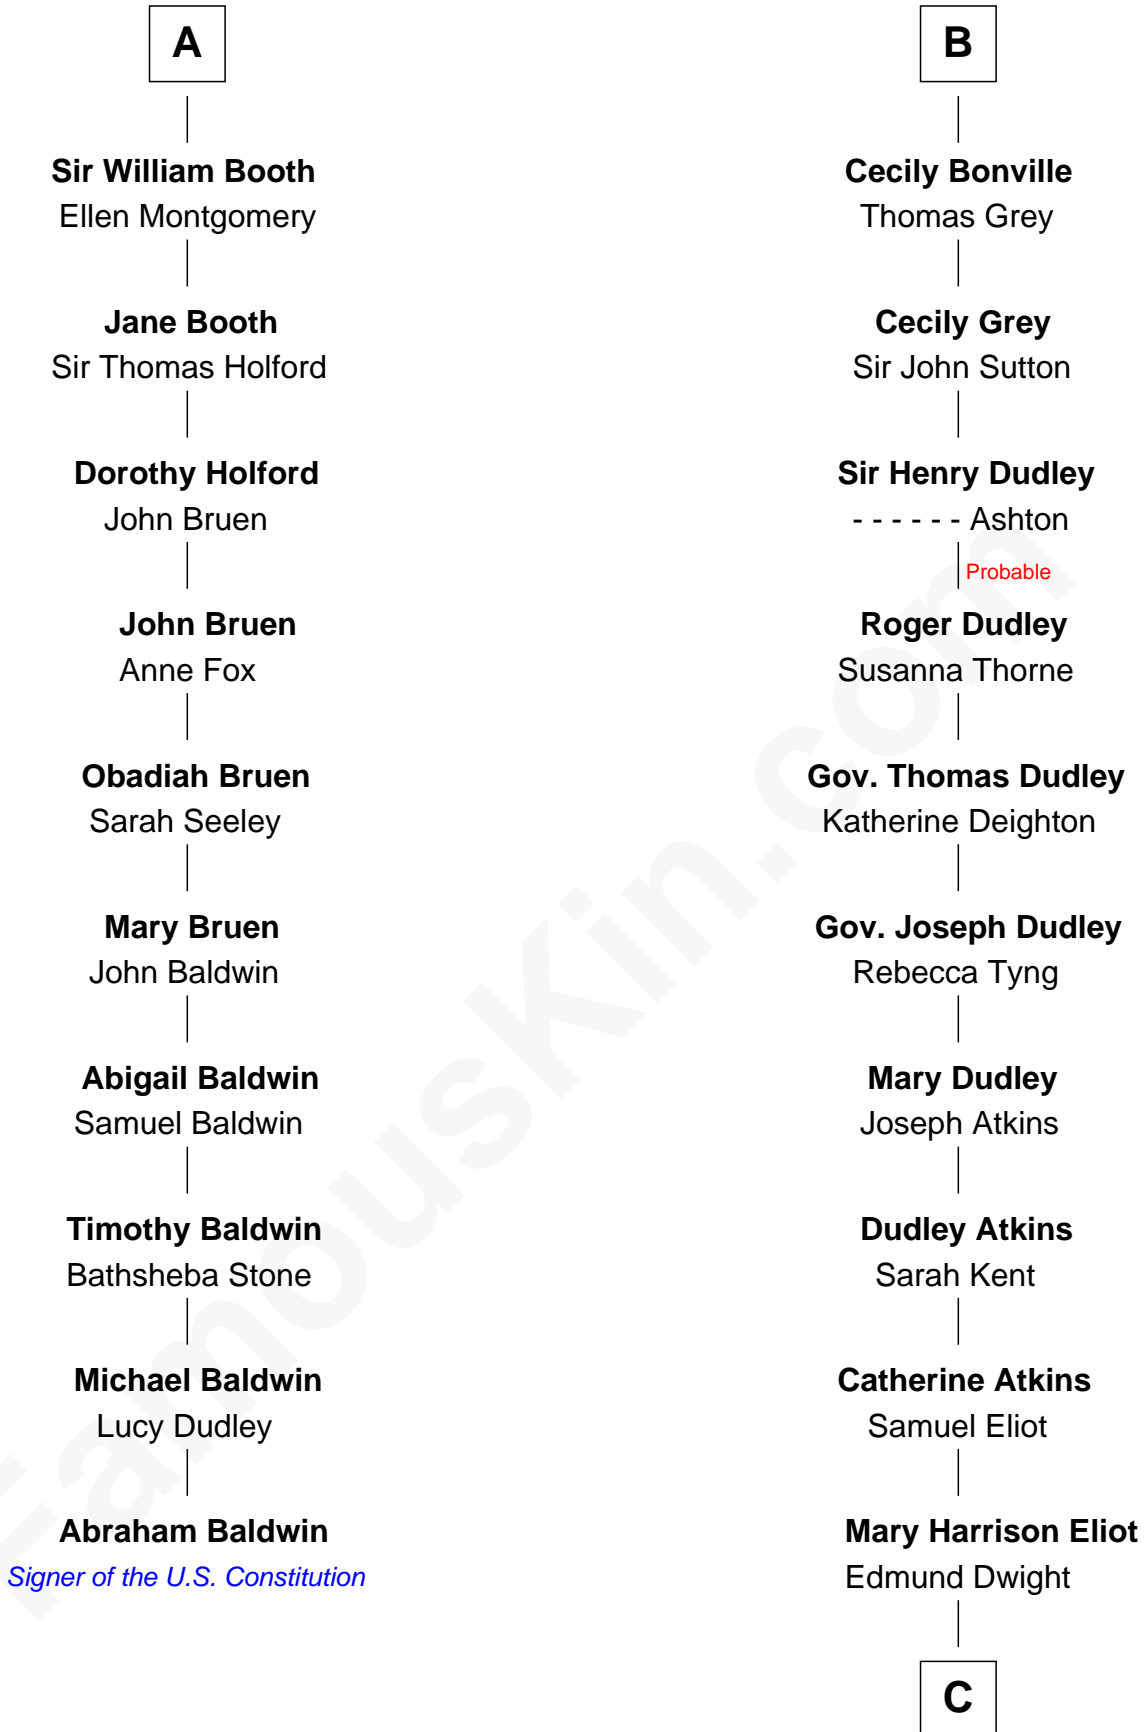 A
Sir William Booth
Ellen Montgomery
Jane Booth
Sir Thomas Holford
Dorothy Holford
John Bruen
John Bruen
Anne Fox
Obadiah Bruen
Sarah Seeley
Mary Bruen
John Baldwin
Abigail Baldwin
Samuel Baldwin
Timothy Baldwin
Bathsheba Stone
Michael Baldwin
Lucy Dudley
Abraham Baldwin
Signer of the U.S. Constitution
B
Cecily Bonville
Thomas Grey
Cecily Grey
Sir John Sutton
Sir Henry Dudley
- - - - - - Ashton
Probable
Roger Dudley
Susanna Thorne
Gov. Thomas Dudley
Katherine Deighton
Gov. Joseph Dudley
Rebecca Tyng
Mary Dudley
Joseph Atkins
Dudley Atkins
Sarah Kent
Catherine Atkins
Samuel Eliot
Mary Harrison Eliot
Edmund Dwight
C
FamousKin.com